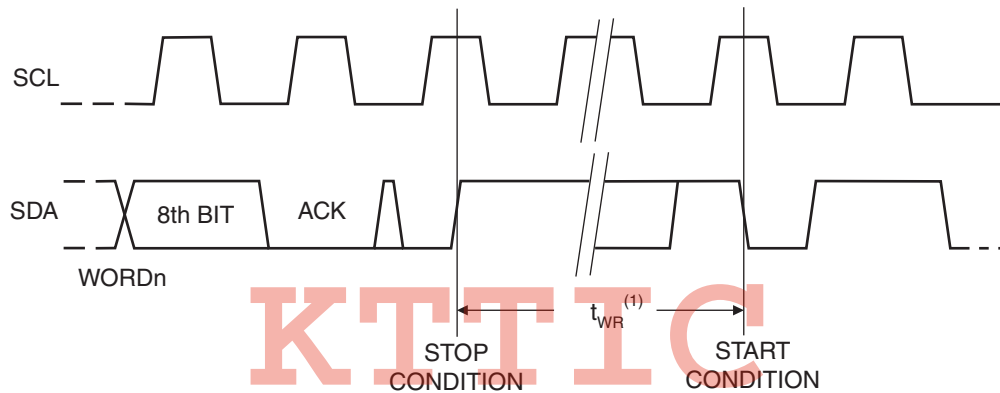 SCL
SDA
8th BIT
ACK
WORDn
KTTIC
tWR(1)
STOP
CONDITION
START
CONDITION